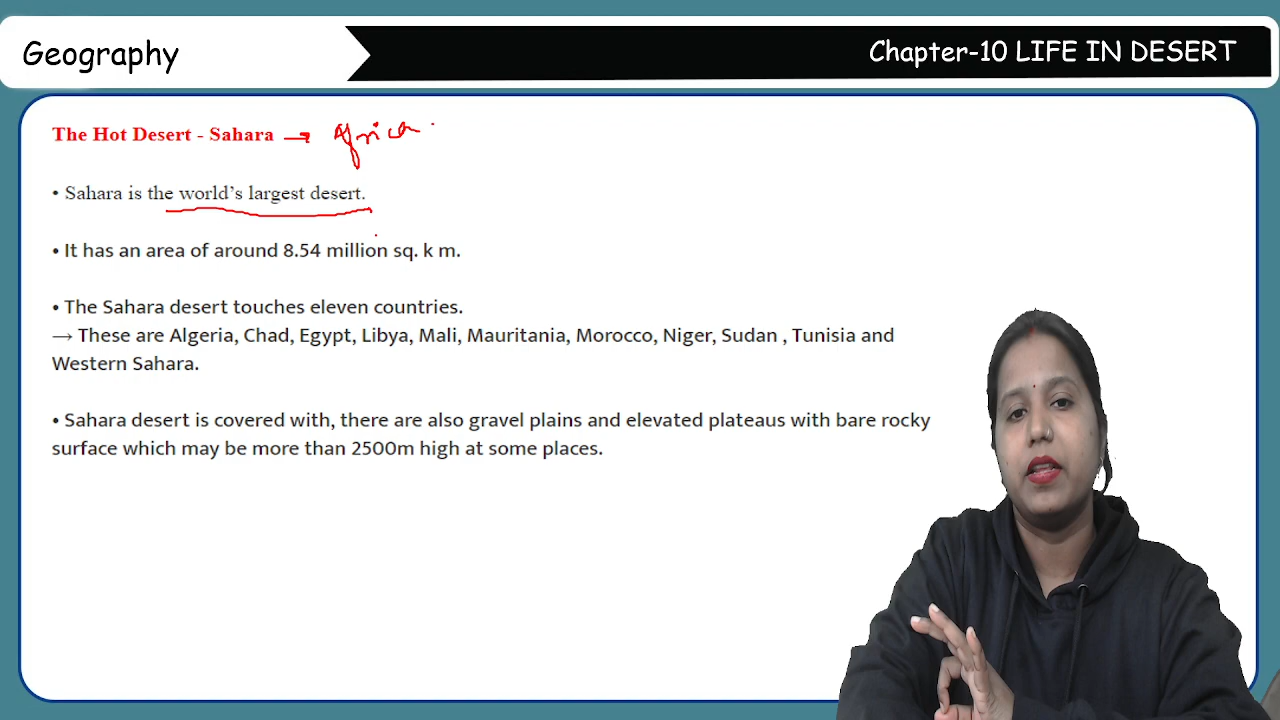 Geography
Chapter-10 LIFE IN DESERT
The Hot Desert - Sahara → Africa
• Sahara is the world's largest desert.
• It has an area of around 8.54 million sq. k m.
• The Sahara desert touches eleven countries.
→ These are Algeria, Chad, Egypt, Libya, Mali, Mauritania, Morocco, Niger, Sudan , Tunisia and
Western Sahara.
• Sahara desert is covered with, there are also gravel plains and elevated plateaus with bare rocky
surface which may be more than 2500m high at some places.